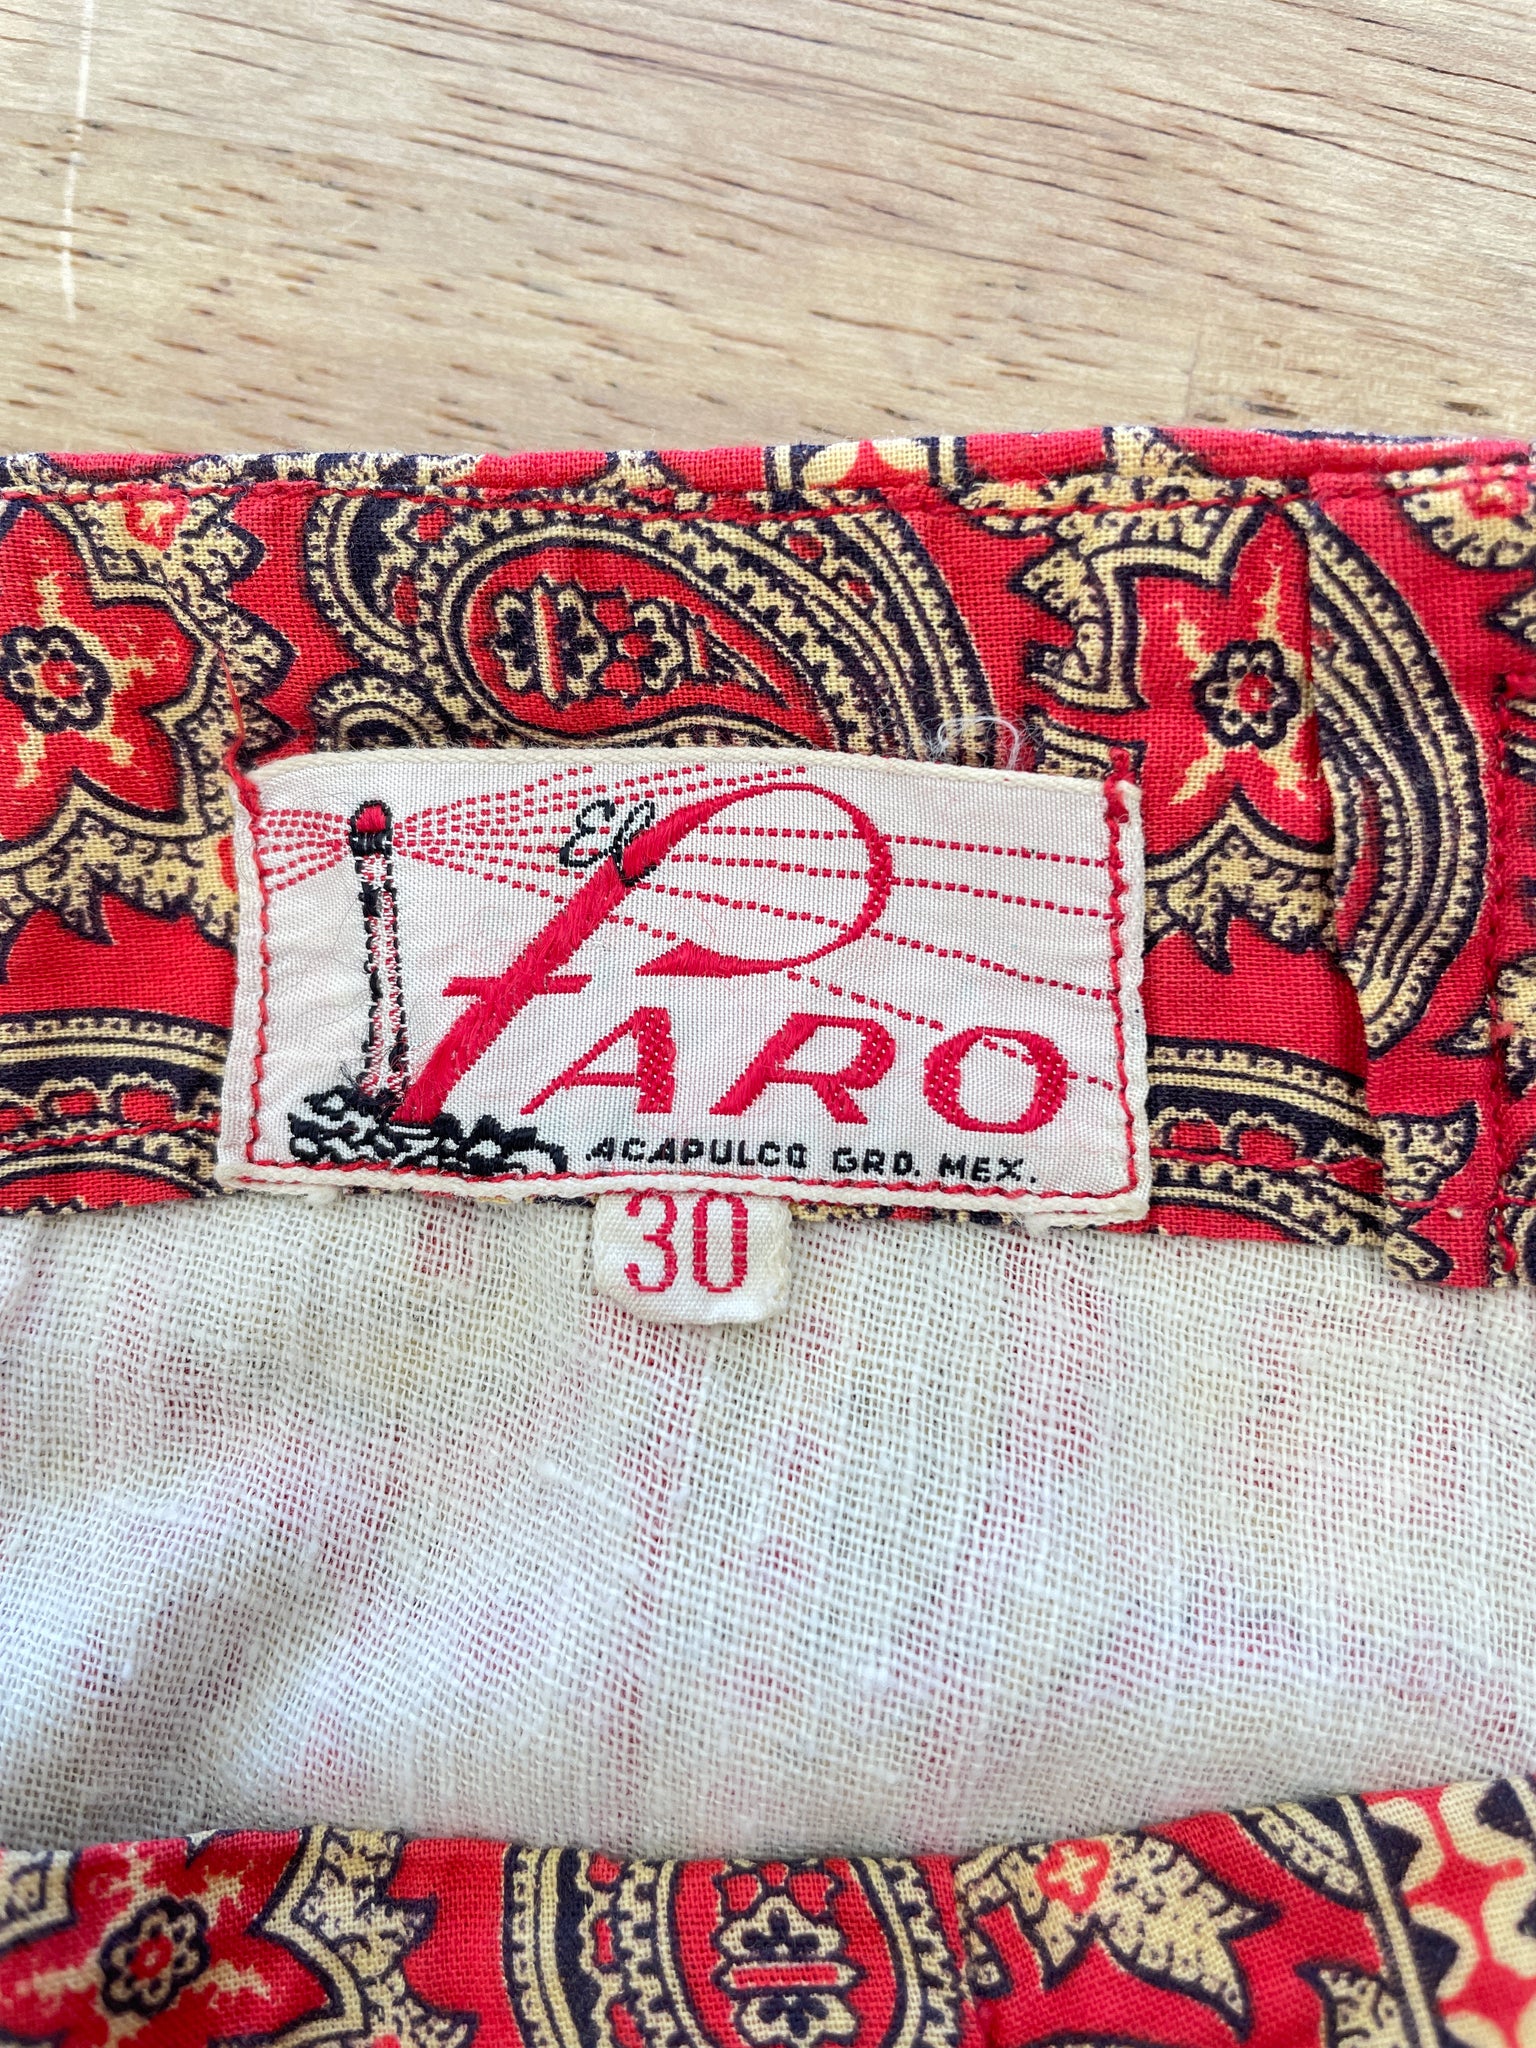 El
FARO
ACAPULCO GRO. MEX.
30